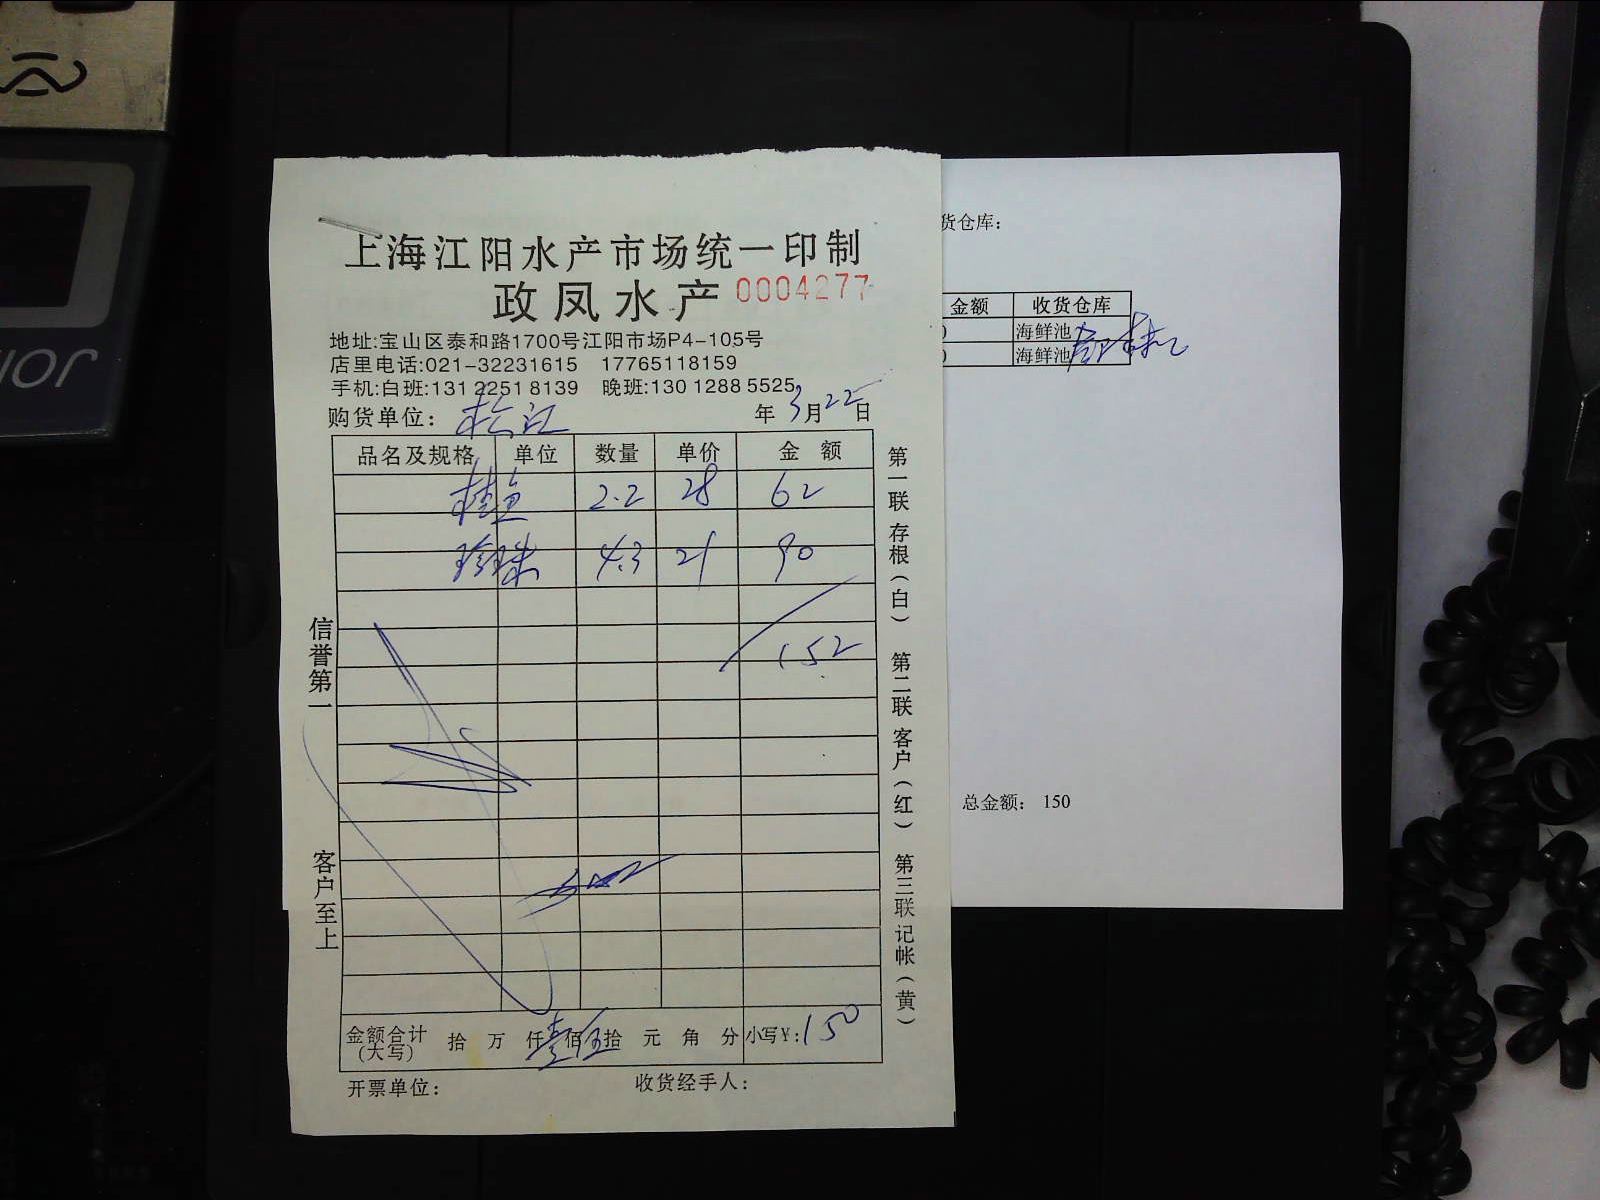 上海江阳水产市场统一印制
政凤水产 0004277
地址:宝山区泰和路1700号江阳市场P4-105号
店里电话:021-32231615 17765118159
手机:白班:131 2251 8139 晚班:130 1288 5525
购货单位: 松江 年 3月22日
品名及规格 单位 数量 单价 金额
桂鱼 2.2 28 62
珍珠 4.3 21 90
152
金额合计(大写) 拾 万 仟 壹佰 伍拾 元 角 分 小写¥:150
开票单位: 收货经手人:
信誉第一
客户至上
第一联 存根(白) 第二联 客户(红) 第三联 记帐(黄)
货仓库:
金额 收货仓库
海鲜池
海鲜池
总金额: 150